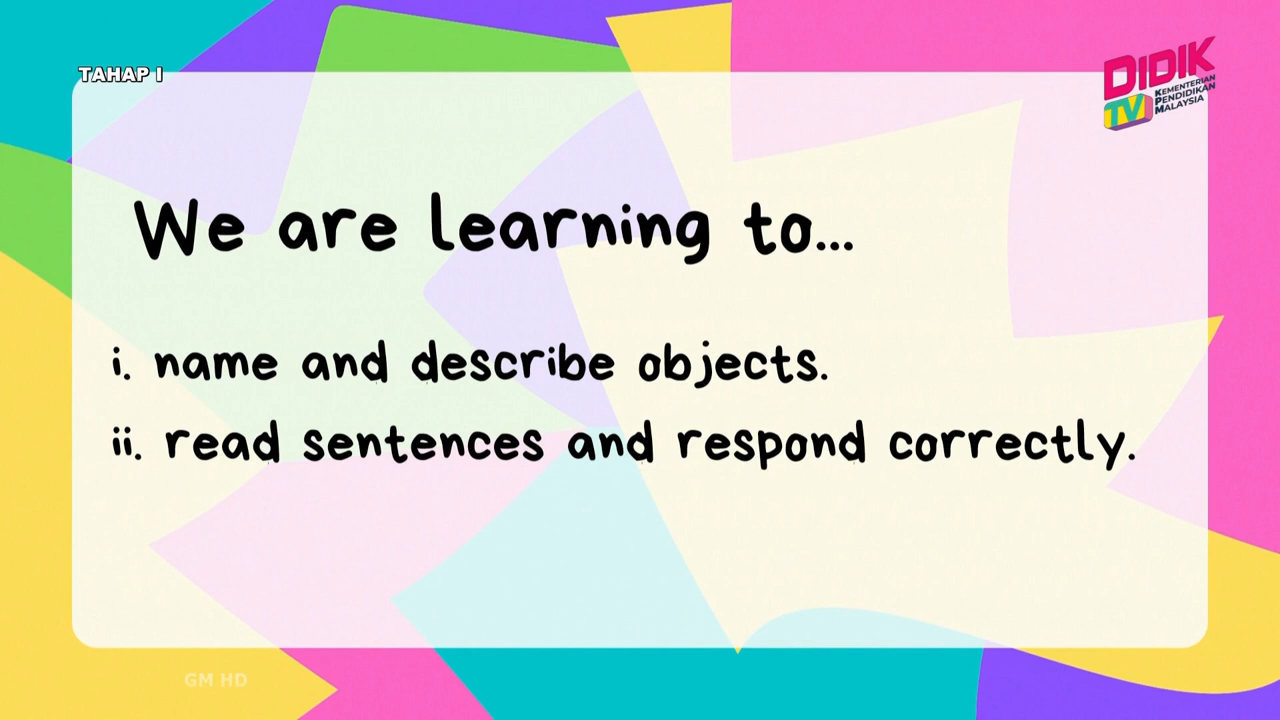 TAHAP I
DIDIK
TV
KEMENTERIAN
PENDIDIKAN
MALAYSIA
We are learning to...
i. name and describe objects.
ii. read sentences and respond correctly.
GM HD